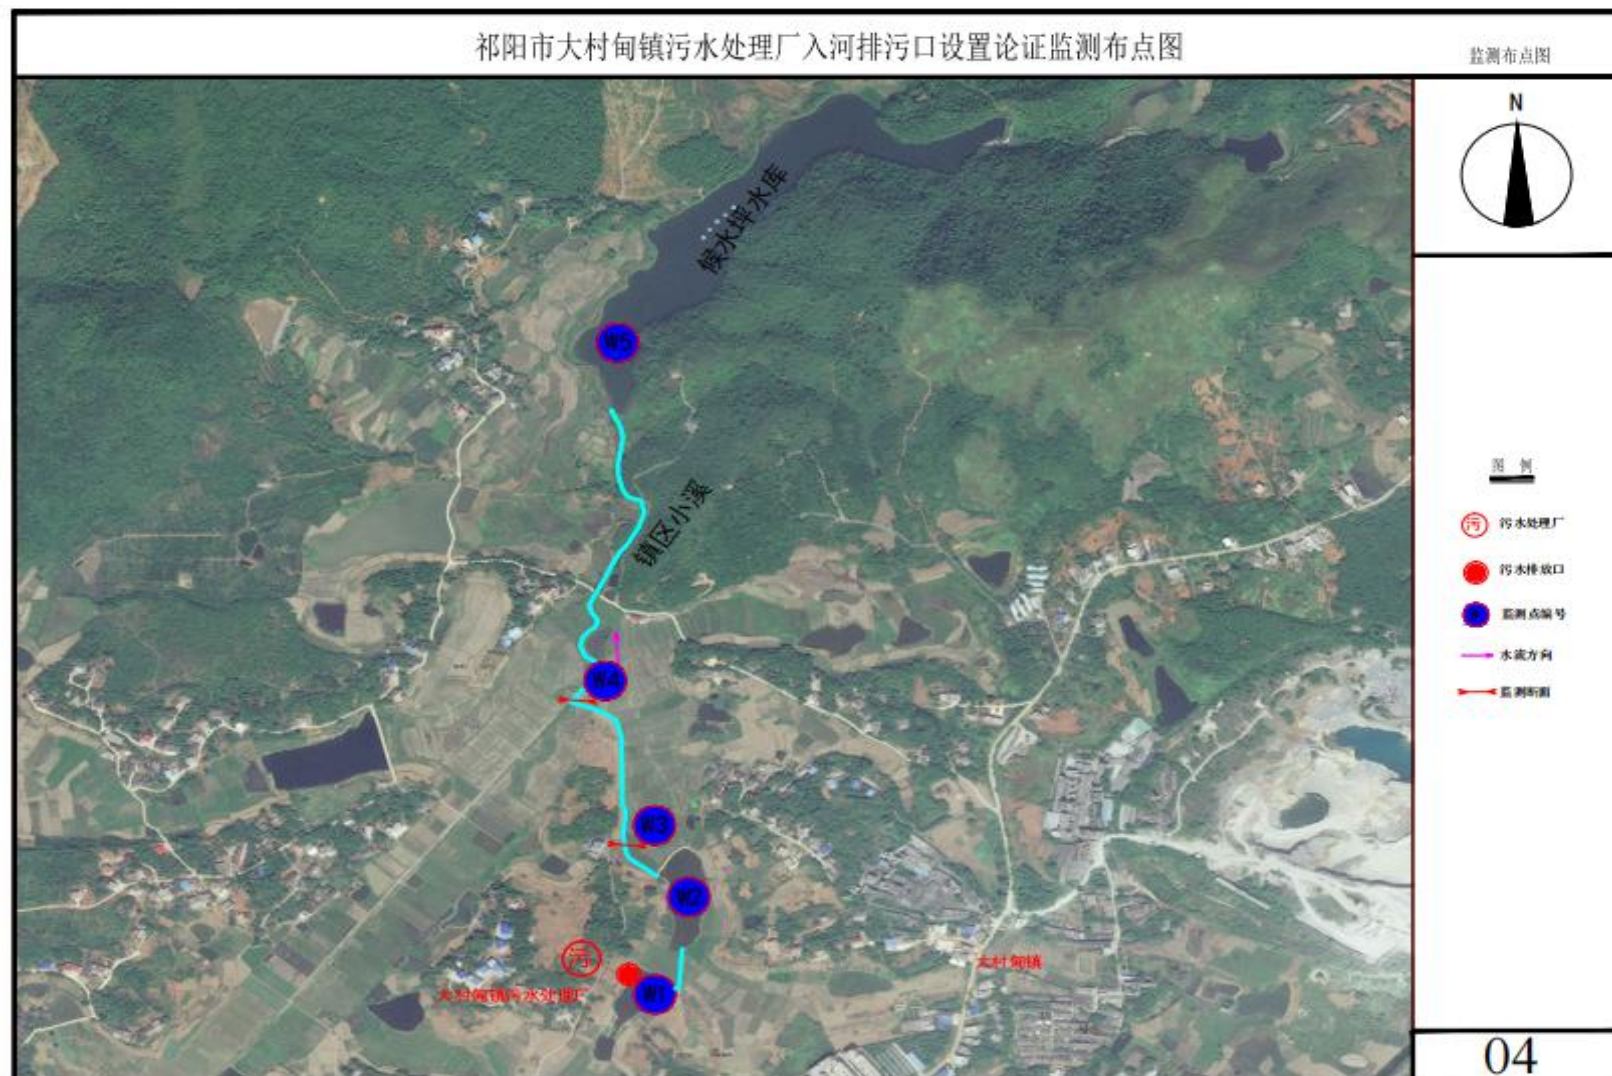 祁阳市大村甸镇污水处理厂入河排污口设置论证监测布点图
监测布点图
N
候水坪水库
W5
镇区小溪
W4
W3
W2
W1
污
大村甸镇污水处理厂
大村甸镇
图 例
污 污水处理厂
污水排放口
监测点编号
水流方向
监测断面
04